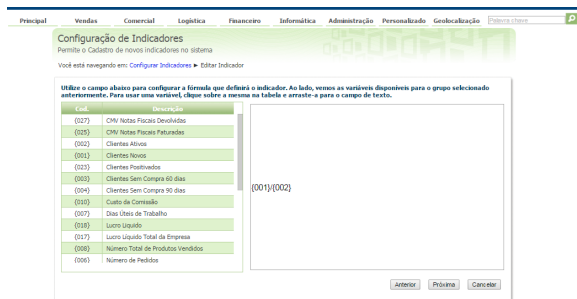 Principal Vendas Comercial Logística Financeiro Informática Administração Personalizado Geolocalização Palavra chave
Configuração de Indicadores
Permite o Cadastro de novos indicadores no sistema
Você está navegando em: Configurar Indicadores ► Editar Indicador
Utilize o campo abaixo para configurar a fórmula que definirá o indicador. Ao lado, vemos as variáveis disponíveis para o grupo selecionado
anteriormente. Para usar uma variável, clique sobre a mesma na tabela e arraste-a para o campo de texto.
Cod. Descrição
{027} CMV Notas Fiscais Devolvidas
{025} CMV Notas Fiscais Faturadas
{002} Clientes Ativos
{001} Clientes Novos
{023} Clientes Positivados
{003} Clientes Sem Compra 60 dias
{004} Clientes Sem Compra 90 dias
{010} Custo da Comissão
{007} Dias Úteis de Trabalho
{018} Lucro Liquido
{017} Lucro Líquido Total da Empresa
{008} Número Total de Produtos Vendidos
{006} Número de Pedidos
{001}/{002}
Anterior Próxima Cancelar